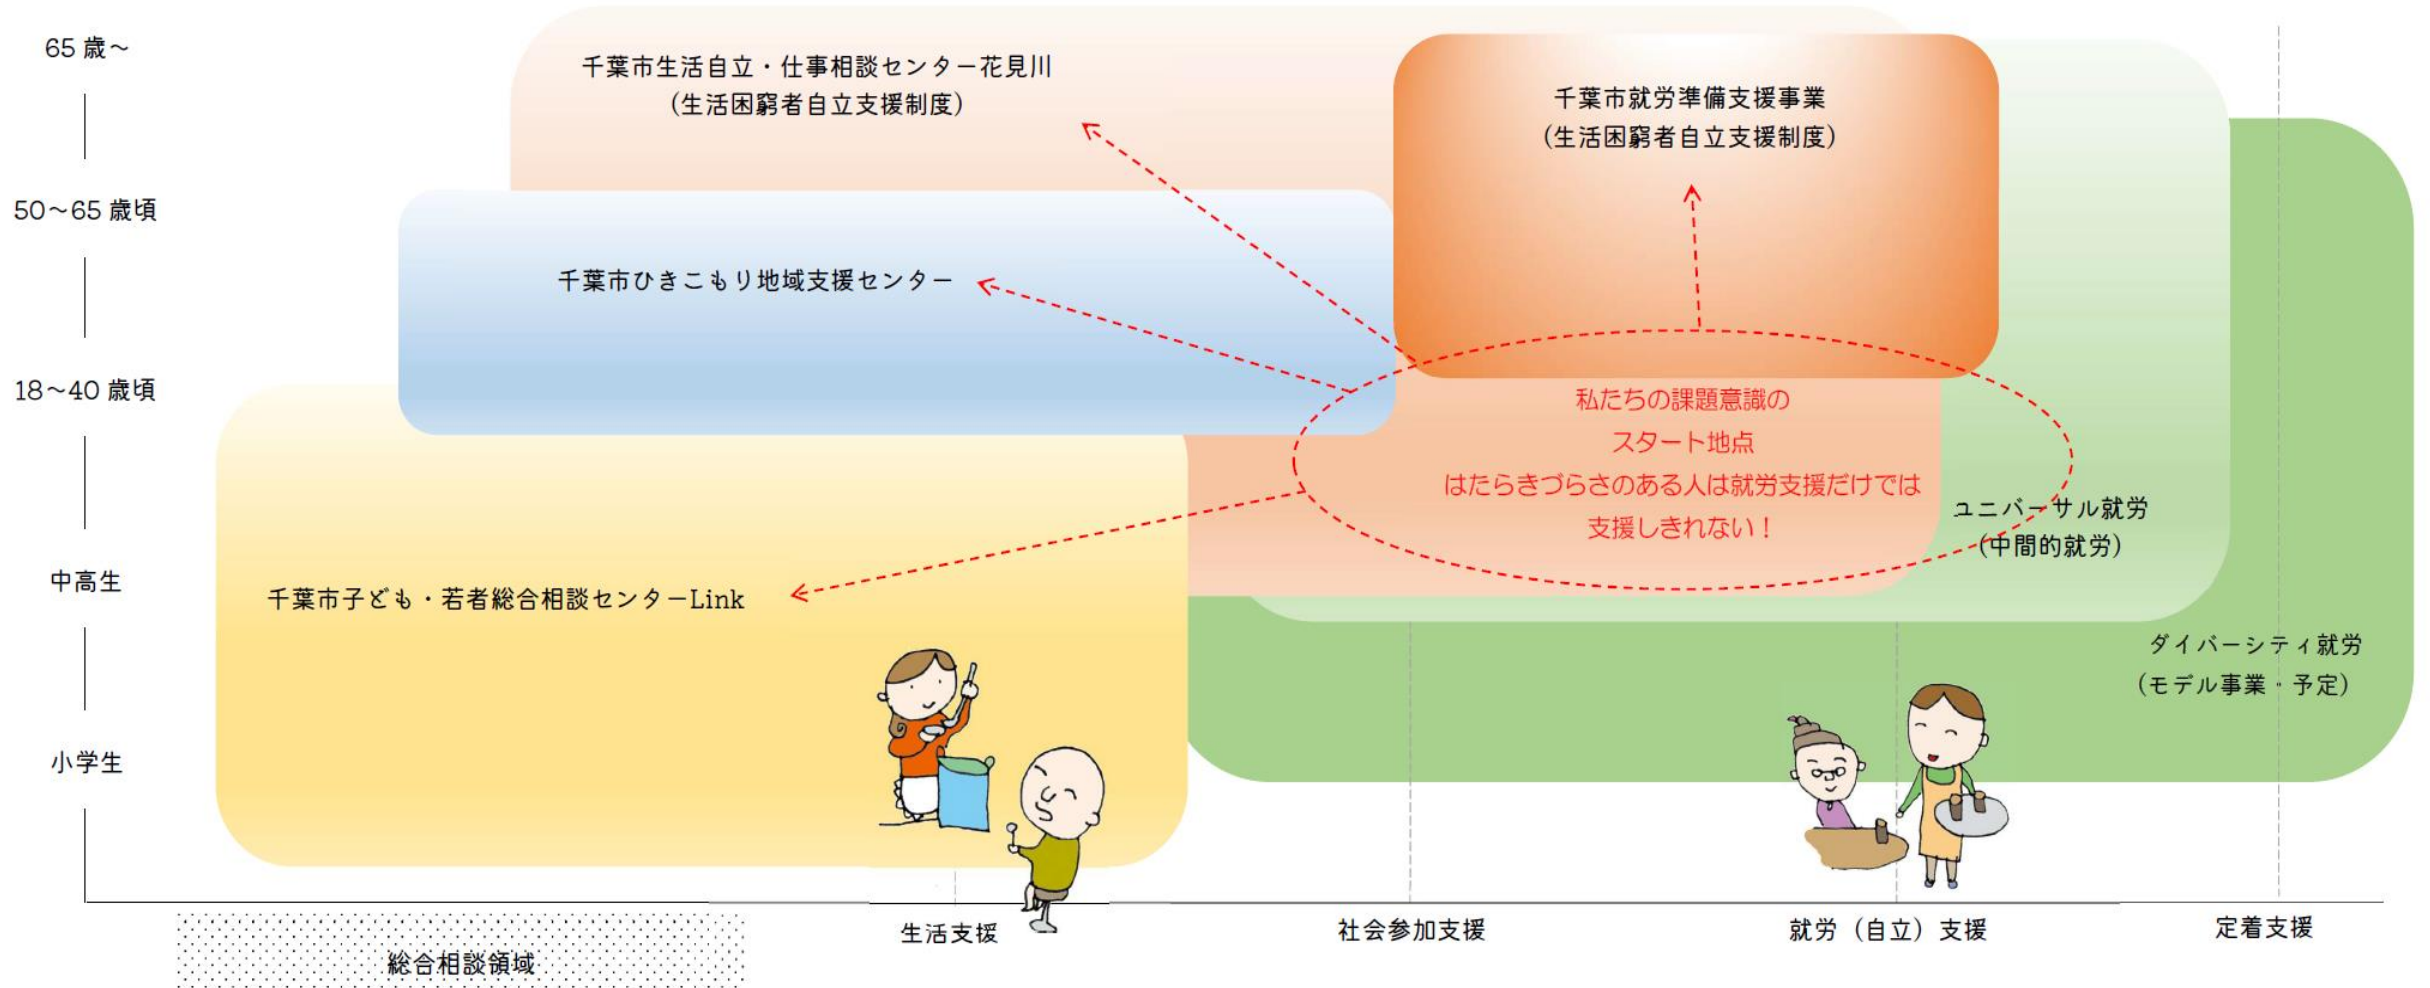 65 歳～
50～65 歳頃
18～40 歳頃
中高生
小学生
千葉市生活自立・仕事相談センター花見川
(生活困窮者自立支援制度)
千葉市就労準備支援事業
(生活困窮者自立支援制度)
千葉市ひきこもり地域支援センター
私たちの課題意識の
スタート地点
はたらきづらさのある人は就労支援だけでは
支援しきれない！
ユニバーサル就労
(中間的就労)
千葉市子ども・若者総合相談センターLink
ダイバーシティ就労
(モデル事業・予定)
生活支援
社会参加支援
就労（自立）支援
定着支援
総合相談領域